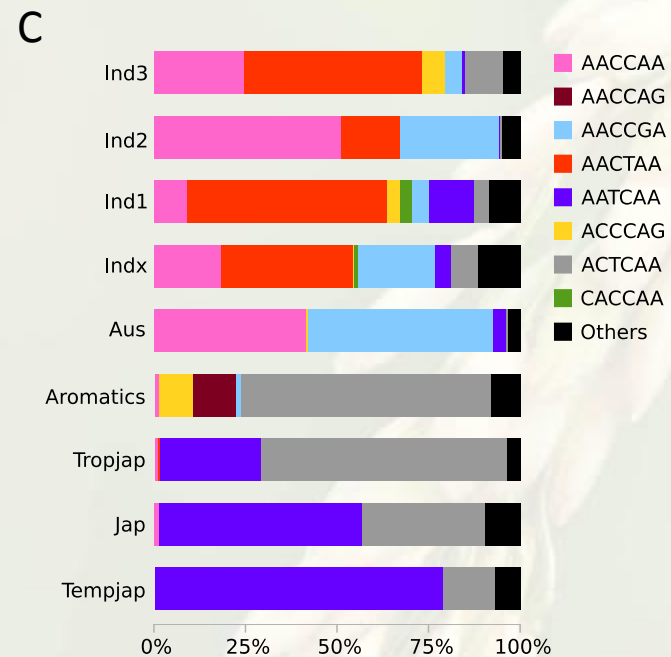 C
Ind3
Ind2
Ind1
Indx
Aus
Aromatics
Tropjap
Jap
Tempjap
0% 25% 50% 75% 100%
AACCAA
AACCAG
AACCGA
AACTAA
AATCAA
ACCCAG
ACTCAA
CACCAA
Others